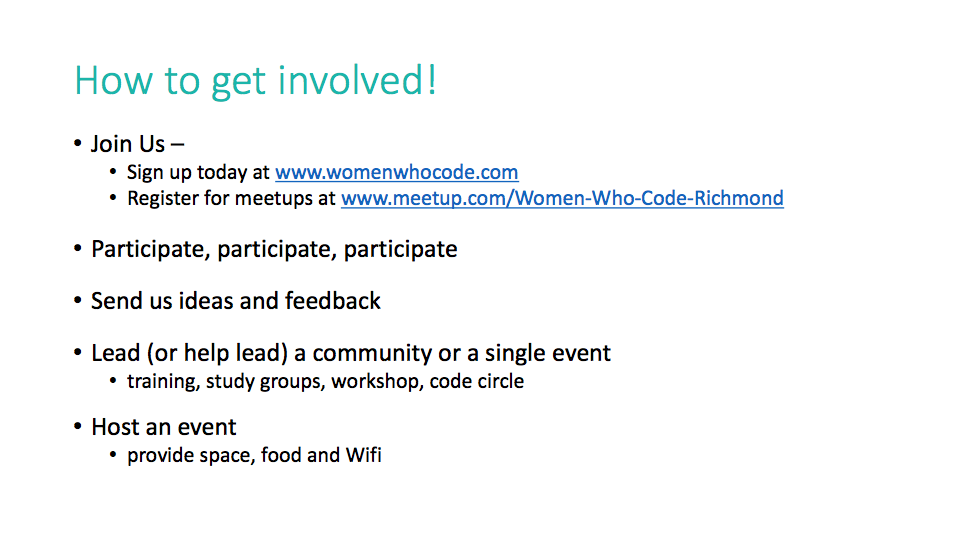 How to get involved!
• Join Us –
• Sign up today at www.womenwhocode.com
• Register for meetups at www.meetup.com/Women-Who-Code-Richmond
• Participate, participate, participate
• Send us ideas and feedback
• Lead (or help lead) a community or a single event
• training, study groups, workshop, code circle
• Host an event
• provide space, food and Wifi